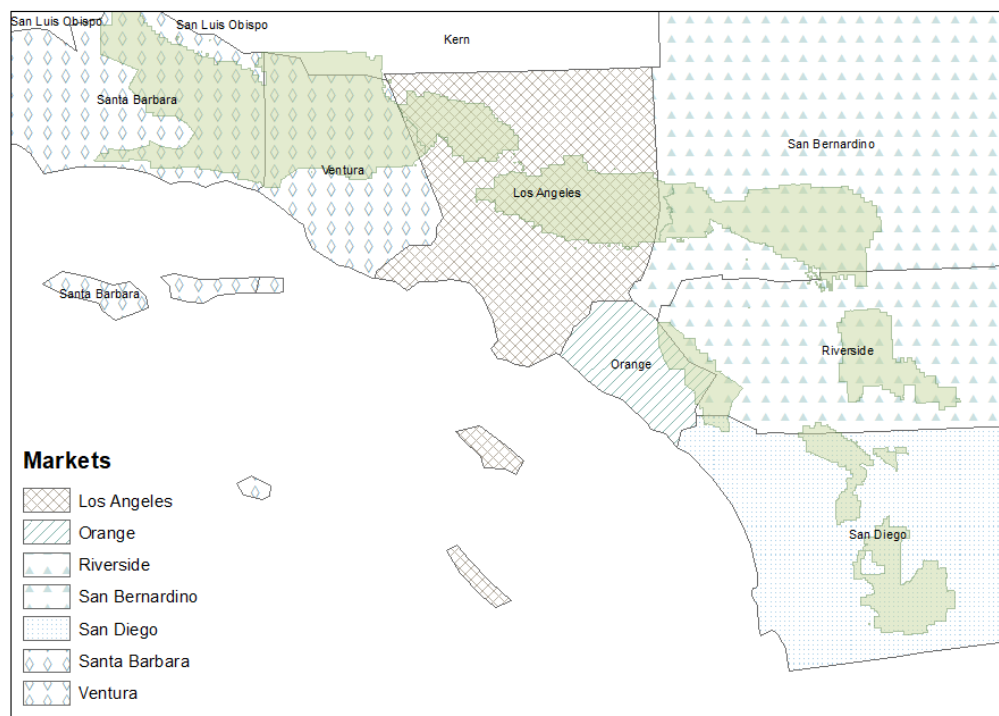 San Luis Obispo
San Luis Obispo
Kern
Santa Barbara
San Bernardino
Ventura
Los Angeles
Santa Barbara
Riverside
Orange
Markets
Los Angeles
Orange
Riverside
San Bernardino
San Diego
San Diego
Santa Barbara
Ventura